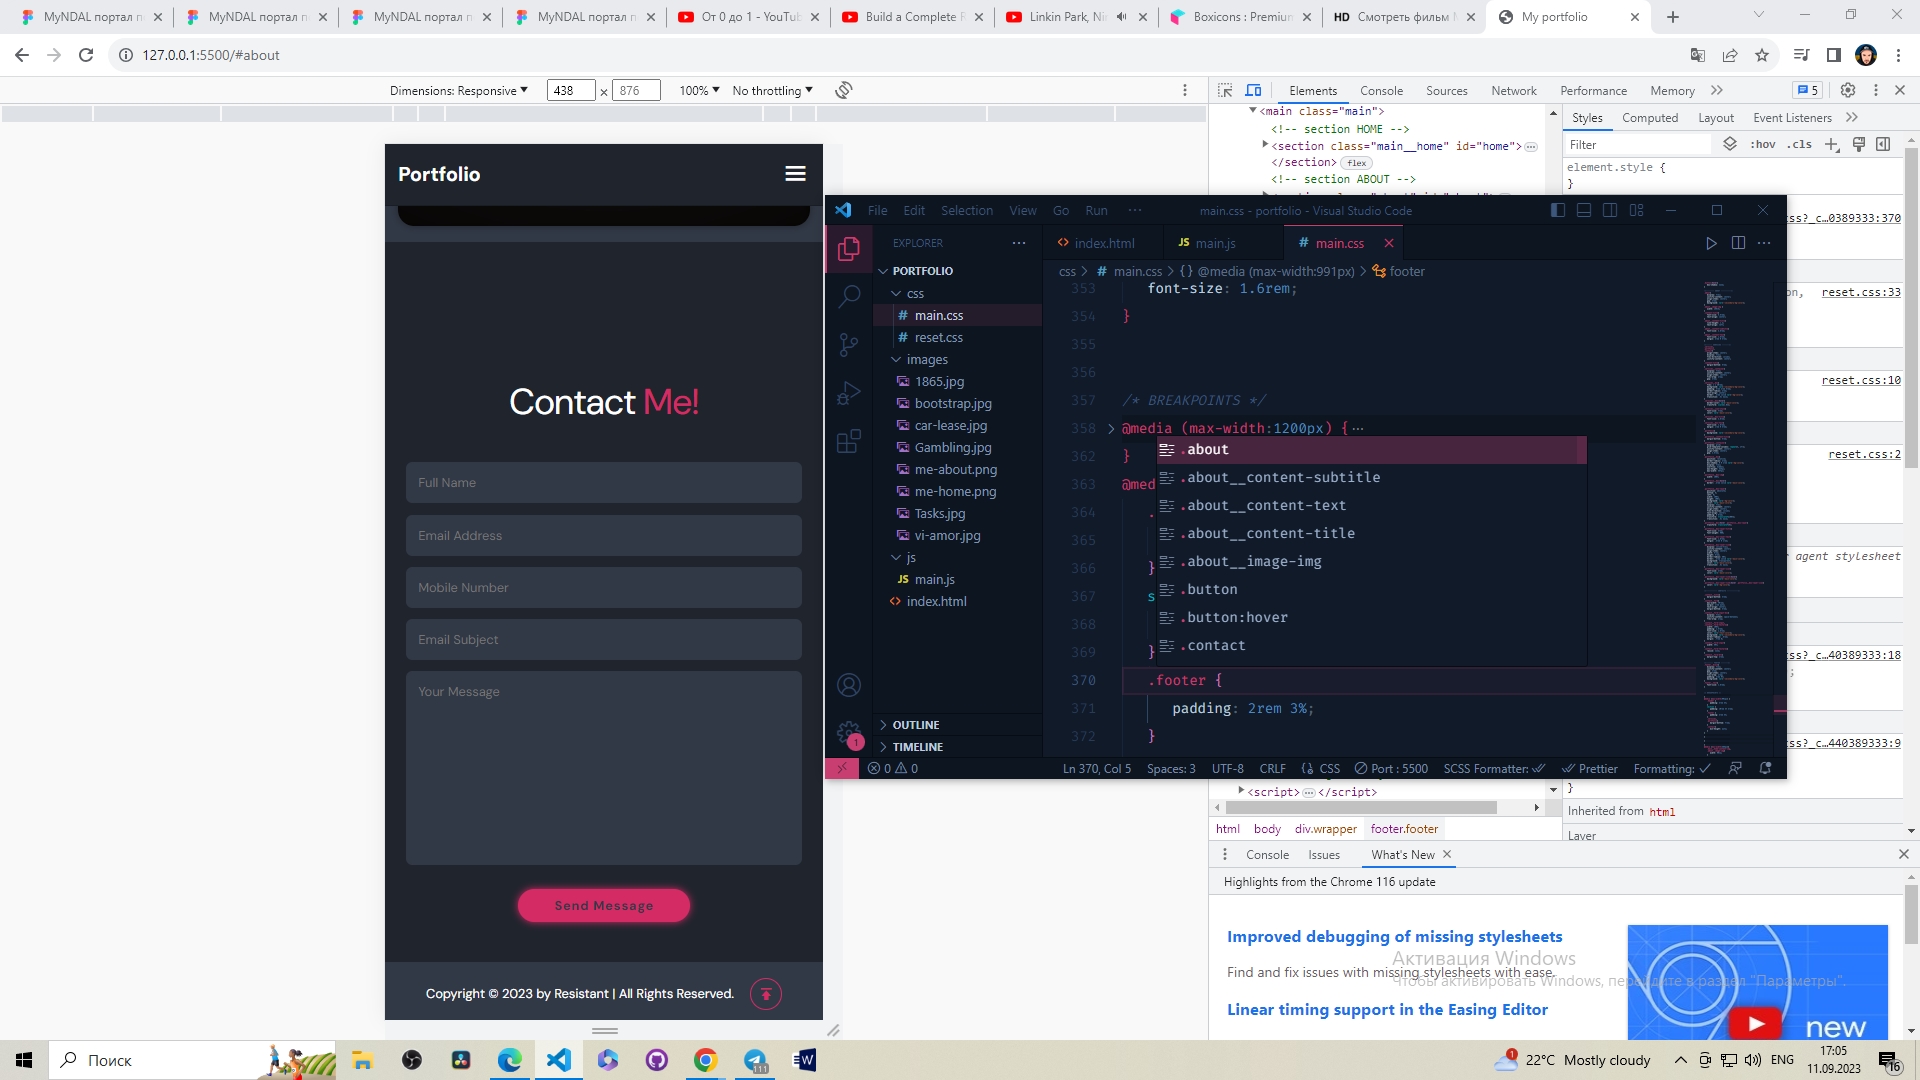 MyNDAL портал п
MyNDAL портал п
MyNDAL портал п
MyNDAL портал п
От 0 до 1 - YouTub
Build a Complete R
Linkin Park, Ni
Boxicons : Premium
HD Смотреть фильм
My portfolio
127.0.0.1:5500/#about
Dimensions: Responsive 438 x 876 100% No throttling
Elements Console Sources Network Performance Memory 5
<main class="main">
<!-- section HOME -->
<section class="main__home" id="home">
</section> flex
<!-- section ABOUT -->
Styles Computed Layout Event Listeners
Filter :hov .cls
element.style {
}
ss?_c…0389333:370
on, reset.css:33
reset.css:10
reset.css:2
agent stylesheet
ss?_c…40389333:18
ss?_c…440389333:9
}
Inherited from html
Layer
Portfolio
Contact Me!
Full Name
Email Address
Mobile Number
Email Subject
Your Message
Send Message
Copyright © 2023 by Resistant | All Rights Reserved.
File Edit Selection View Go Run ··· main.css - portfolio - Visual Studio Code
EXPLORER
PORTFOLIO
css
# main.css
# reset.css
images
1865.jpg
bootstrap.jpg
car-lease.jpg
Gambling.jpg
me-about.png
me-home.png
Tasks.jpg
vi-amor.jpg
js
JS main.js
index.html
OUTLINE
TIMELINE
index.html JS main.js # main.css
css > # main.css > {} @media (max-width:991px) > footer
353 font-size: 1.6rem;
354 }
355
356
357 /* BREAKPOINTS */
358 @media (max-width:1200px) {···
362 }
363 @med
364 .
365
366 }
367 s
368
369 }
370 .footer {
371 padding: 2rem 3%;
372 }
.about
.about__content-subtitle
.about__content-text
.about__content-title
.about__image-img
.button
.button:hover
.contact
1
0 0 Ln 370, Col 5 Spaces: 3 UTF-8 CRLF {} CSS Port : 5500 SCSS Formatter: Prettier Formatting:
<script></script>
html body div.wrapper footer.footer
Console Issues What's New
Highlights from the Chrome 116 update
Improved debugging of missing stylesheets
Find and fix issues with missing stylesheets with ease.
Linear timing support in the Easing Editor
new
Активация Windows
Чтобы активировать Windows, перейдите в раздел "Параметры".
Поиск
W
111
1
22°C Mostly cloudy
ENG
17:05
11.09.2023
16